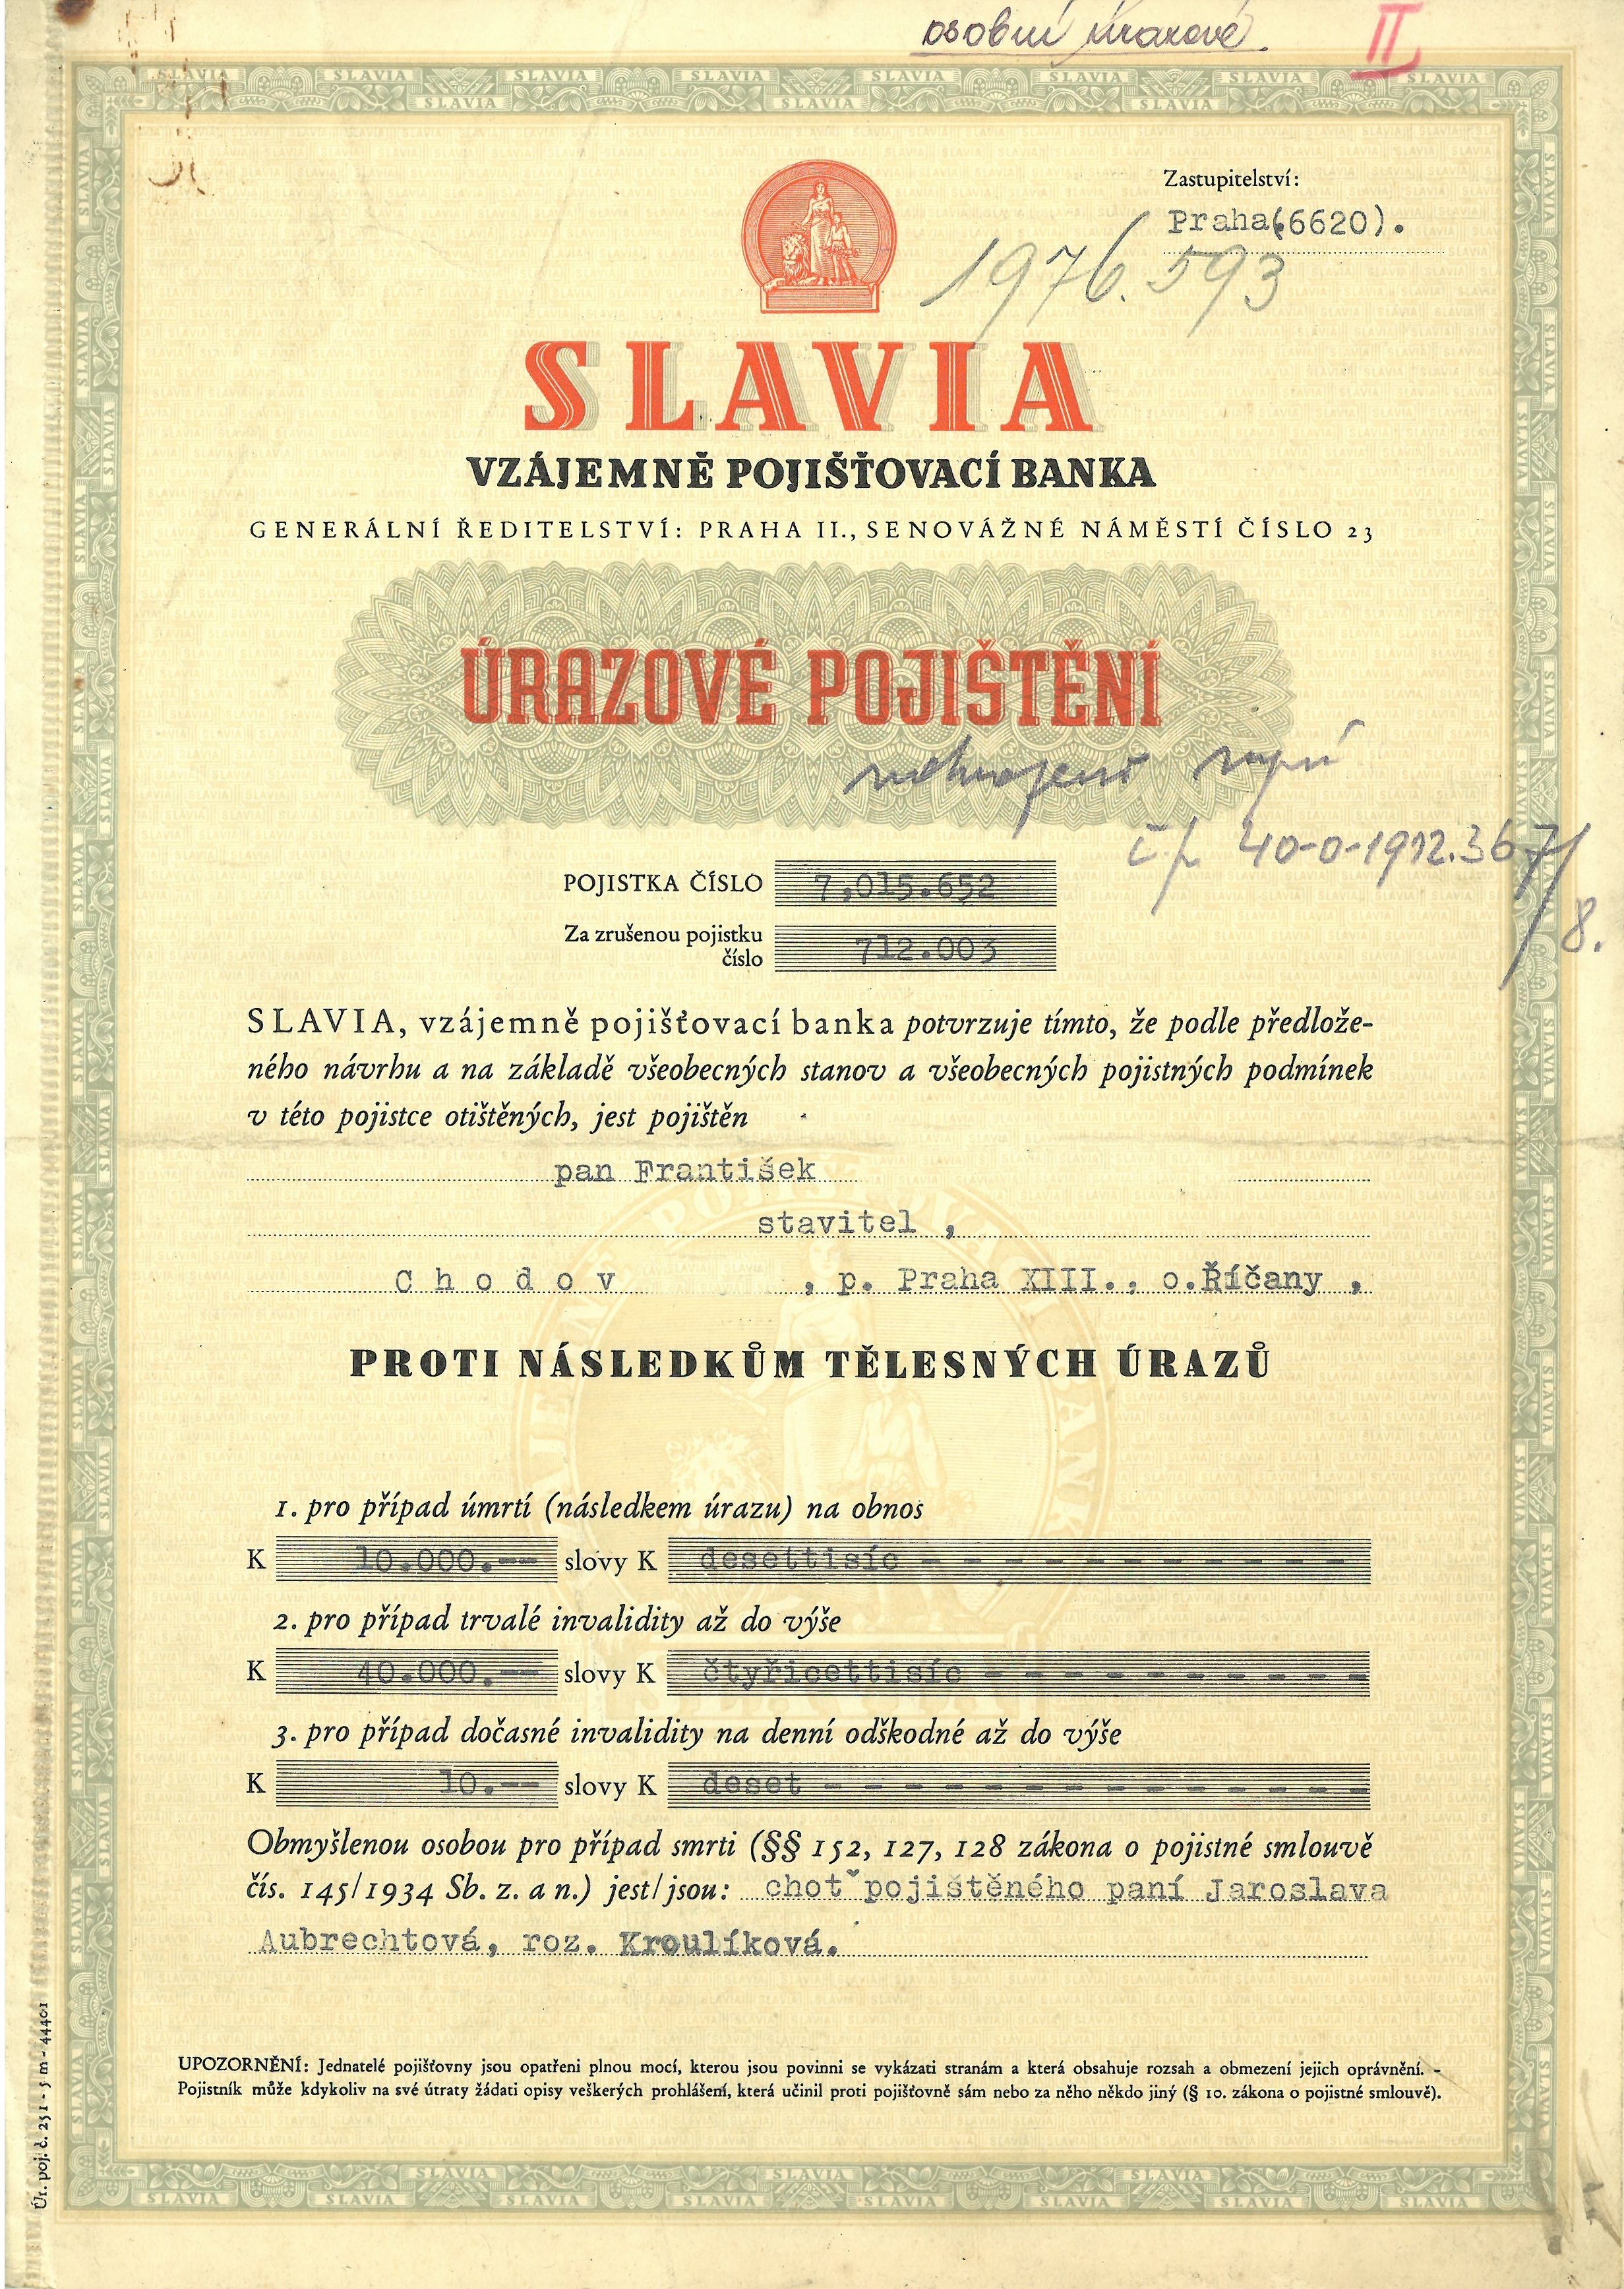 osobní úrazové.
II
Zastupitelství:
Praha(6620).
1976.593
SLAVIA
VZÁJEMNĚ POJIŠŤOVACÍ BANKA
GENERÁLNÍ ŘEDITELSTVÍ: PRAHA II., SENOVÁŽNÉ NÁMĚSTÍ ČÍSLO 23
ÚRAZOVÉ POJIŠTĚNÍ
č.p. 40-0-1912.367/8.
POJISTKA ČÍSLO 7,015.652
Za zrušenou pojistku
číslo 712.003
SLAVIA, vzájemně pojišťovací banka potvrzuje tímto, že podle předlože-
ného návrhu a na základě všeobecných stanov a všeobecných pojistných podmínek
v této pojistce otištěných, jest pojištěn
pan František
stavitel ,
C h o d o v , p. Praha XIII., o.Říčany ,
PROTI NÁSLEDKŮM TĚLESNÝCH ÚRAZŮ
1. pro případ úmrtí (následkem úrazu) na obnos
K 10.000.-- slovy K desettisíc - - - - - - - - - - -
2. pro případ trvalé invalidity až do výše
K 40.000.-- slovy K čtyřicettisíc - - - - - - - - - -
3. pro případ dočasné invalidity na denní odškodné až do výše
K 10.-- slovy K deset - - - - - - - - - - - - - -
Obmyšlenou osobou pro případ smrti (§§ 152, 127, 128 zákona o pojistné smlouvě
čís. 145/1934 Sb. z. a n.) jest/jsou: choť pojištěného paní Jaroslava
Aubrechtová, roz. Kroulíková.
UPOZORNĚNÍ: Jednatelé pojišťovny jsou opatřeni plnou mocí, kterou jsou povinni se vykázati stranám a která obsahuje rozsah a obmezení jejich oprávnění. -
Pojistník může kdykoliv na své útraty žádati opisy veškerých prohlášení, která učinil proti pojišťovně sám nebo za něho někdo jiný (§ 10. zákona o pojistné smlouvě).
Úr. poj. č. 251 - 5 m - 44401